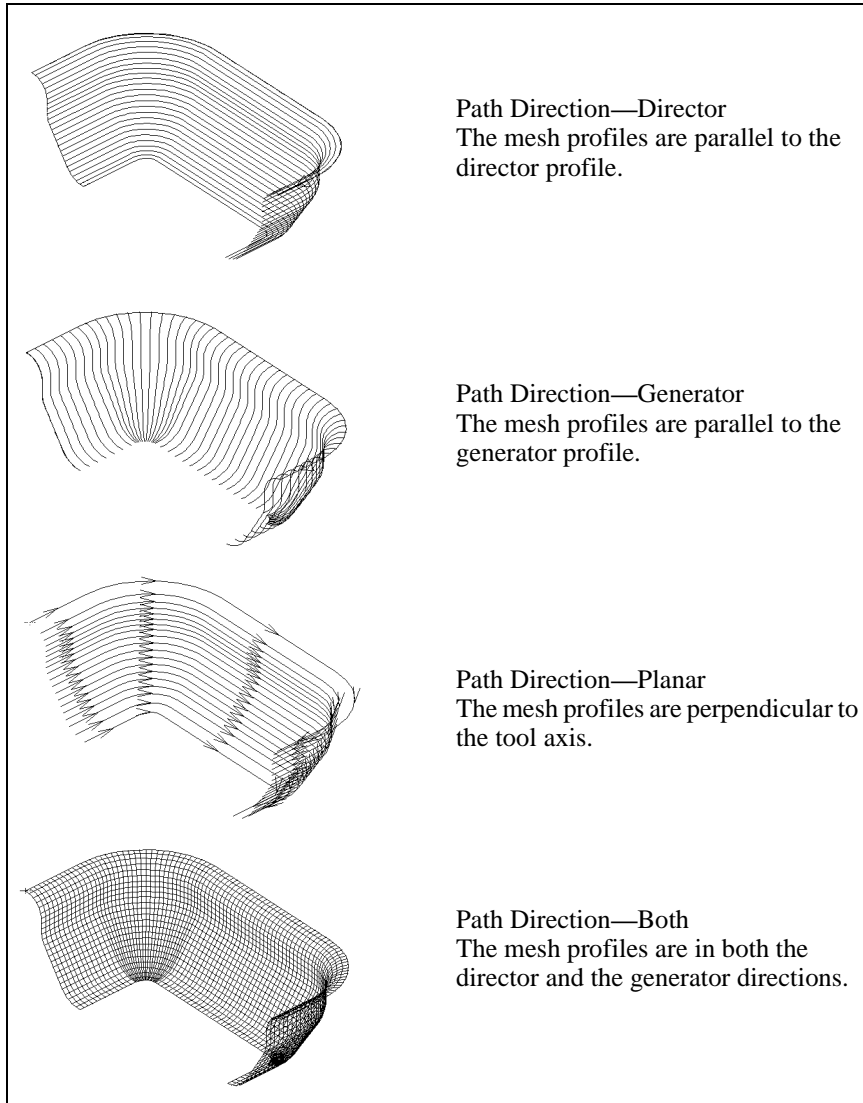 Path Direction—Director
The mesh profiles are parallel to the
director profile.
Path Direction—Generator
The mesh profiles are parallel to the
generator profile.
Path Direction—Planar
The mesh profiles are perpendicular to
the tool axis.
Path Direction—Both
The mesh profiles are in both the
director and the generator directions.